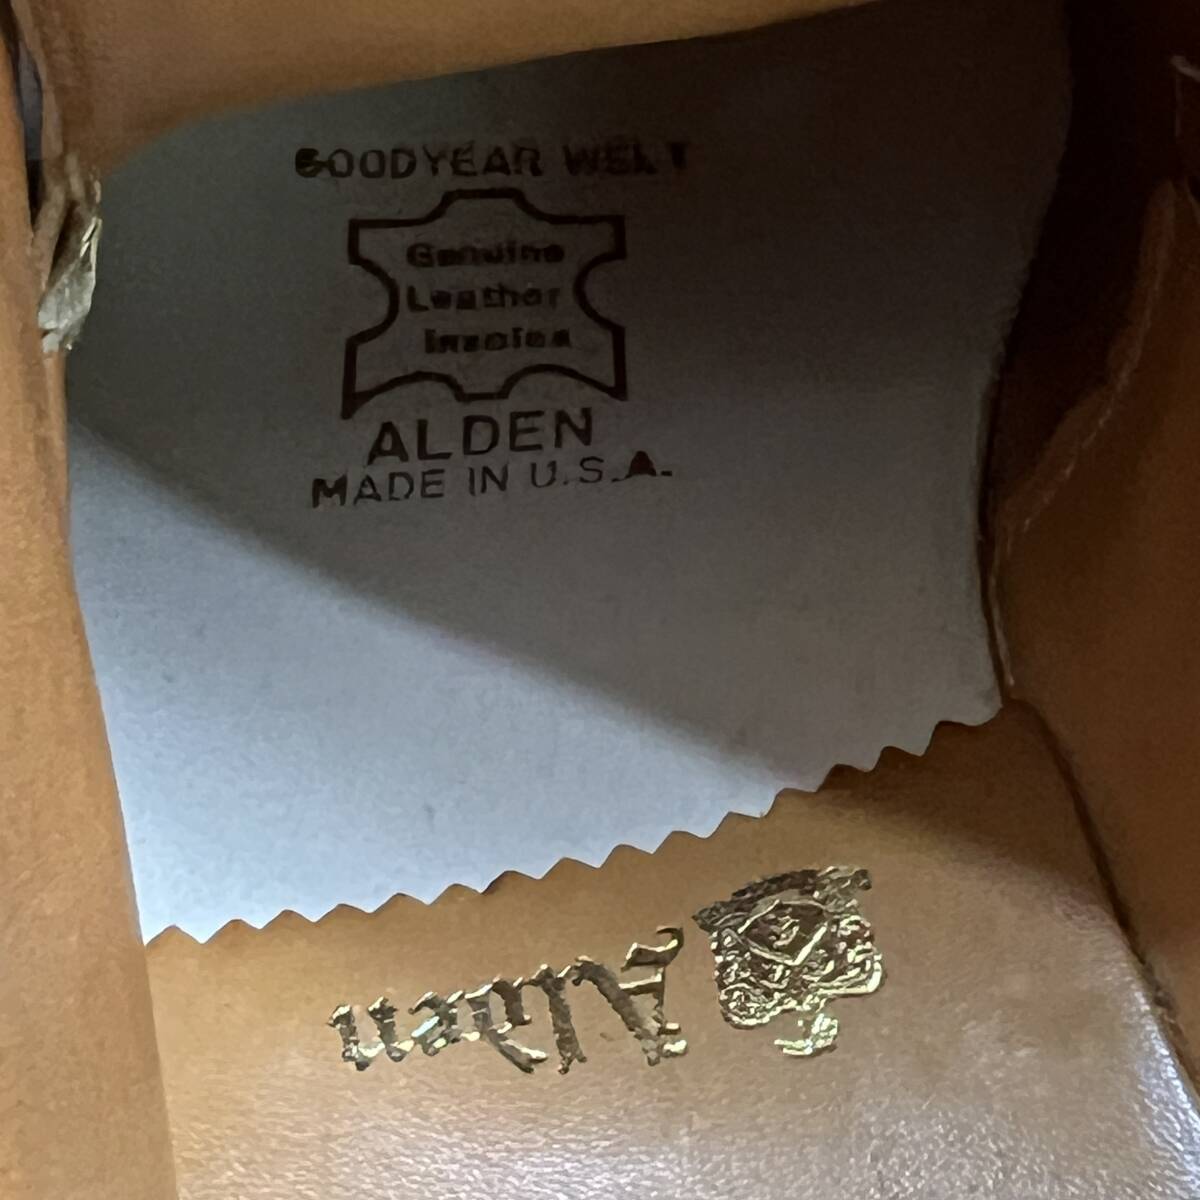 GOODYEAR WELT
Genuine
Leather
Insoles
ALDEN
MADE IN U.S.A.
Alden